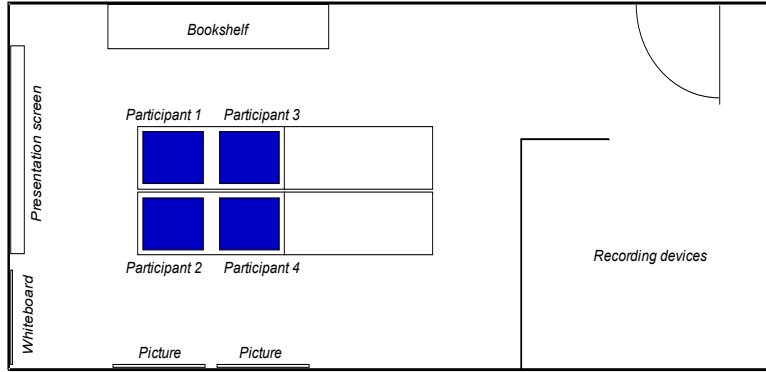 Bookshelf
Presentation screen
Participant 1
Participant 3
Participant 2
Participant 4
Recording devices
Whiteboard
Picture
Picture